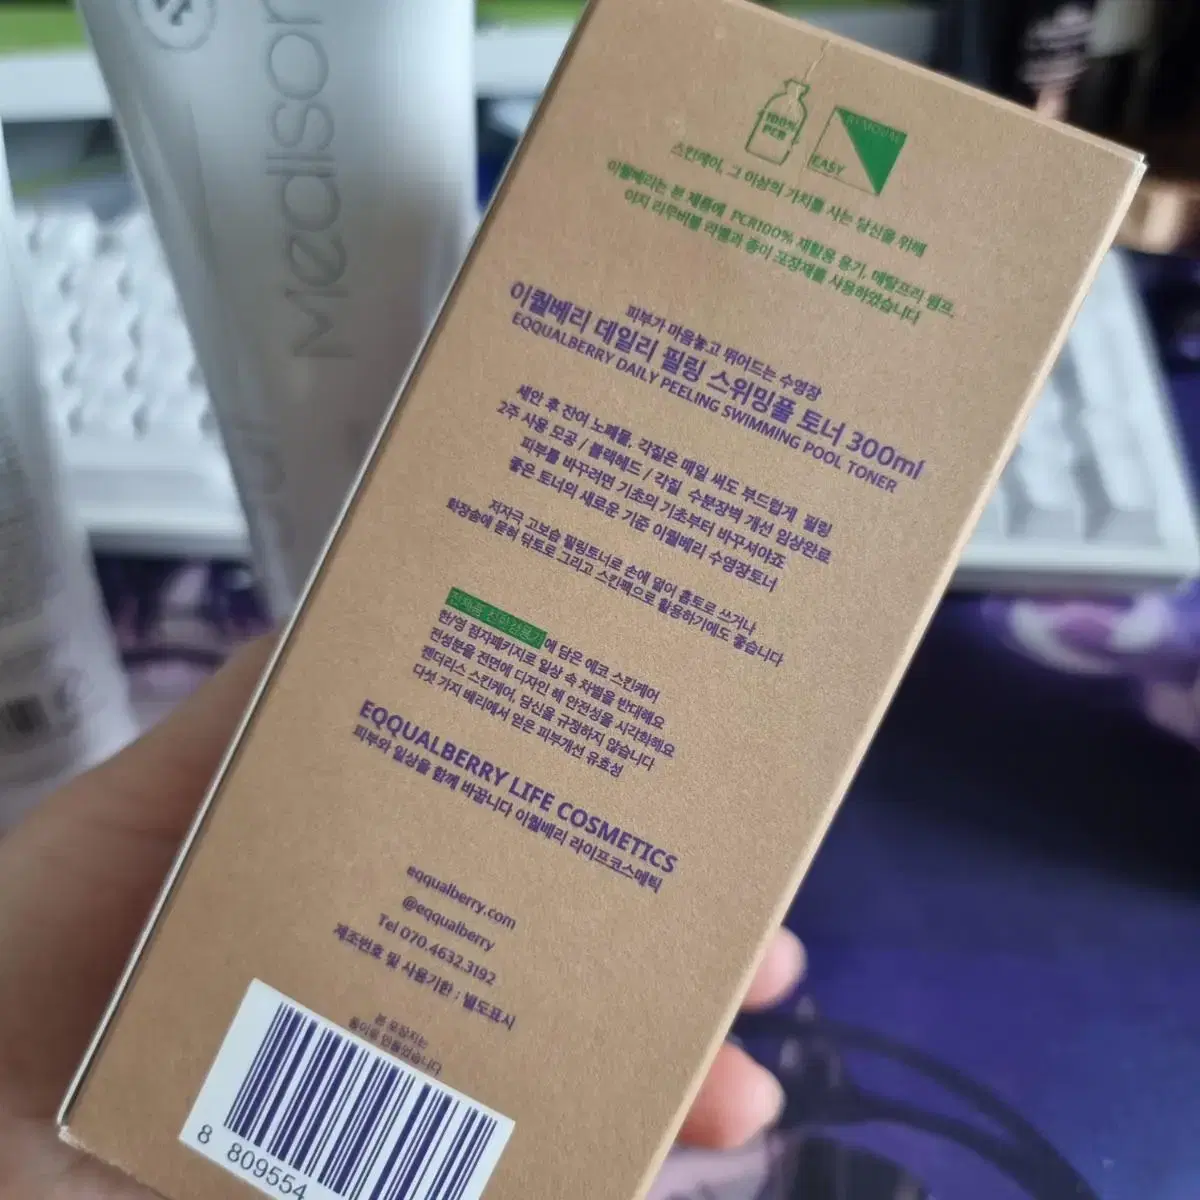 Medison
100%
PCR
EASY
스킨케어, 그 이상의 가치를 사는 당신을 위해
이퀄베리는 본 제품에 PCR100% 재활용 용기, 메탈프리 펌프,
이지 리무버블 라벨과 종이 포장재를 사용하였습니다
피부가 마음놓고 뛰어드는 수영장
이퀄베리 데일리 필링 스위밍풀 토너 300ml
EQQUALBERRY DAILY PEELING SWIMMING POOL TONER
세안 후 잔여 노폐물, 각질은 매일 써도 부드럽게 필링
2주 사용 모공 / 블랙헤드 / 각질 수분장벽 개선 임상완료
피부를 바꾸려면 기초의 기초부터 바꾸셔야죠
좋은 토너의 새로운 기준 이퀄베리 수영장토너
저자극 고보습 필링토너로 손에 덜어 흡토로 쓰거나
화장솜에 묻혀 닦토로 그리고 스킨팩으로 활용하기에도 좋습니다
전제품 친환경용기에 담은 에코 스킨케어
한/영 점자패키지로 일상 속 차별을 반대해요
전성분을 전면에 디자인 해 안전성을 시각화해요
젠더리스 스킨케어, 당신을 규정하지 않습니다
다섯 가지 베리에서 얻은 피부개선 유효성
EQQUALBERRY LIFE COSMETICS
피부와 일상을 함께 바꿉니다 이퀄베리 라이프코스메틱
eqqualberry.com
@eqqualberry
Tel 070.4632.3192
제조번호 및 사용기한 ; 별도표시
본 포장지는
종이로 만들었습니다
8 809554